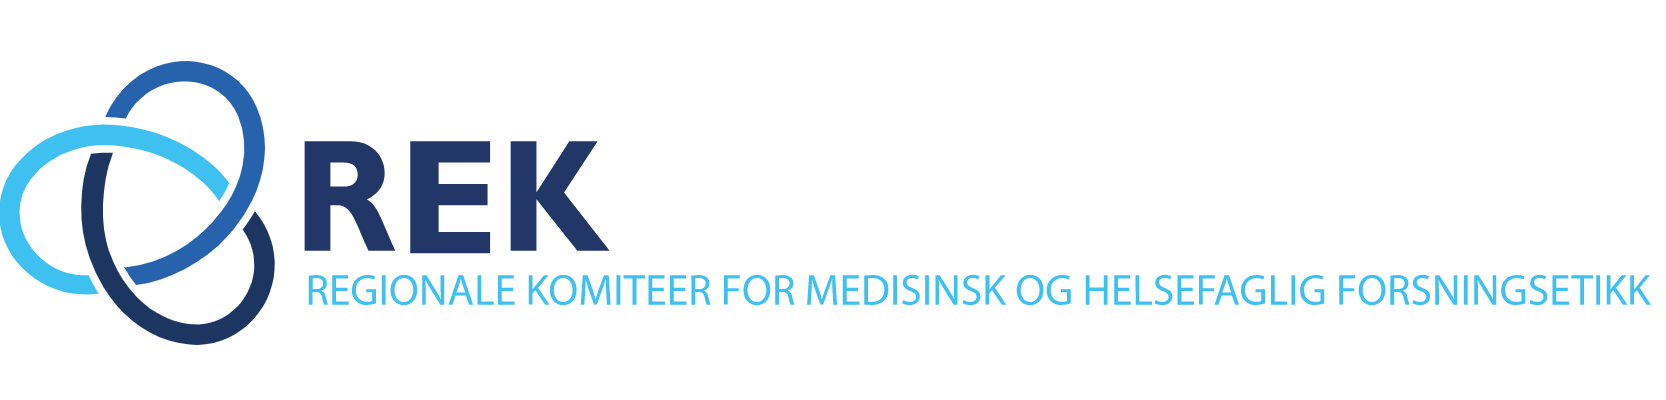 REK
REGIONALE KOMITEER FOR MEDISINSK OG HELSEFAGLIG FORSNINGSETIKK